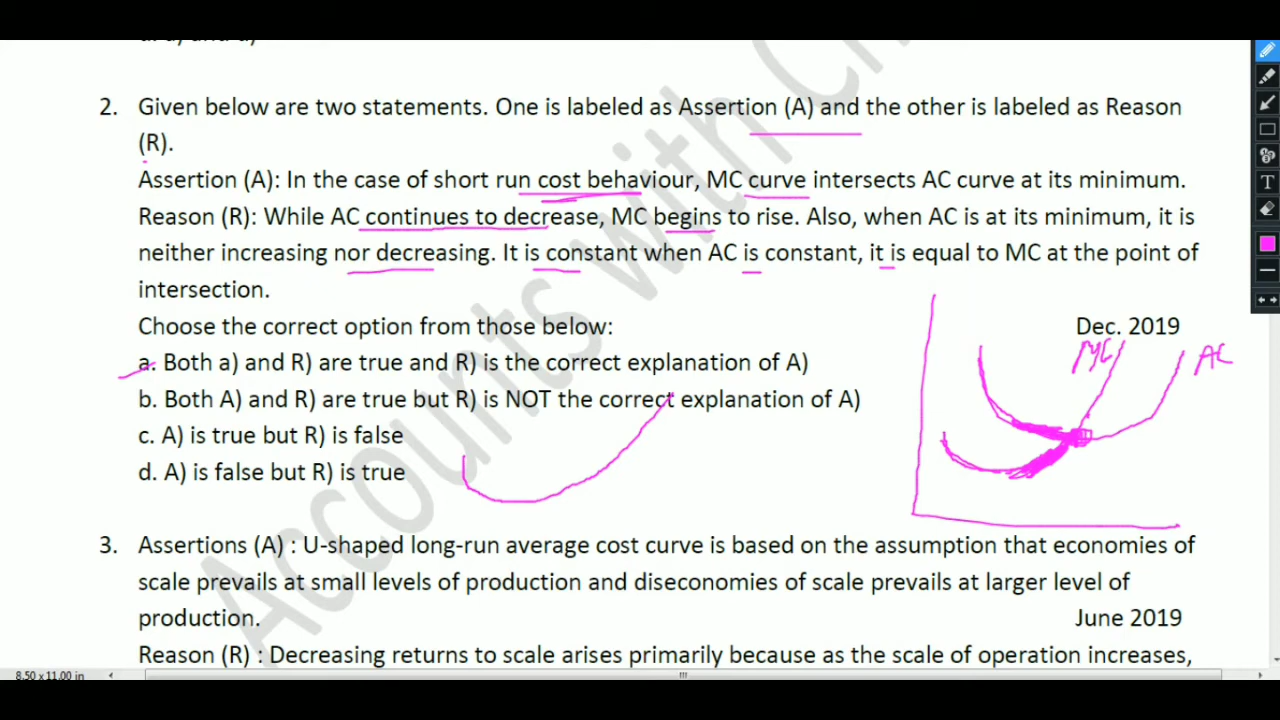 2. Given below are two statements. One is labeled as Assertion (A) and the other is labeled as Reason
(R).
Assertion (A): In the case of short run cost behaviour, MC curve intersects AC curve at its minimum.
Reason (R): While AC continues to decrease, MC begins to rise. Also, when AC is at its minimum, it is
neither increasing nor decreasing. It is constant when AC is constant, it is equal to MC at the point of
intersection.
Choose the correct option from those below: Dec. 2019
a. Both a) and R) are true and R) is the correct explanation of A)
b. Both A) and R) are true but R) is NOT the correct explanation of A)
c. A) is true but R) is false
d. A) is false but R) is true
MC AC
3. Assertions (A) : U-shaped long-run average cost curve is based on the assumption that economies of
scale prevails at small levels of production and diseconomies of scale prevails at larger level of
production. June 2019
Reason (R) : Decreasing returns to scale arises primarily because as the scale of operation increases,
Accounts with
8.50 x 11.00 in